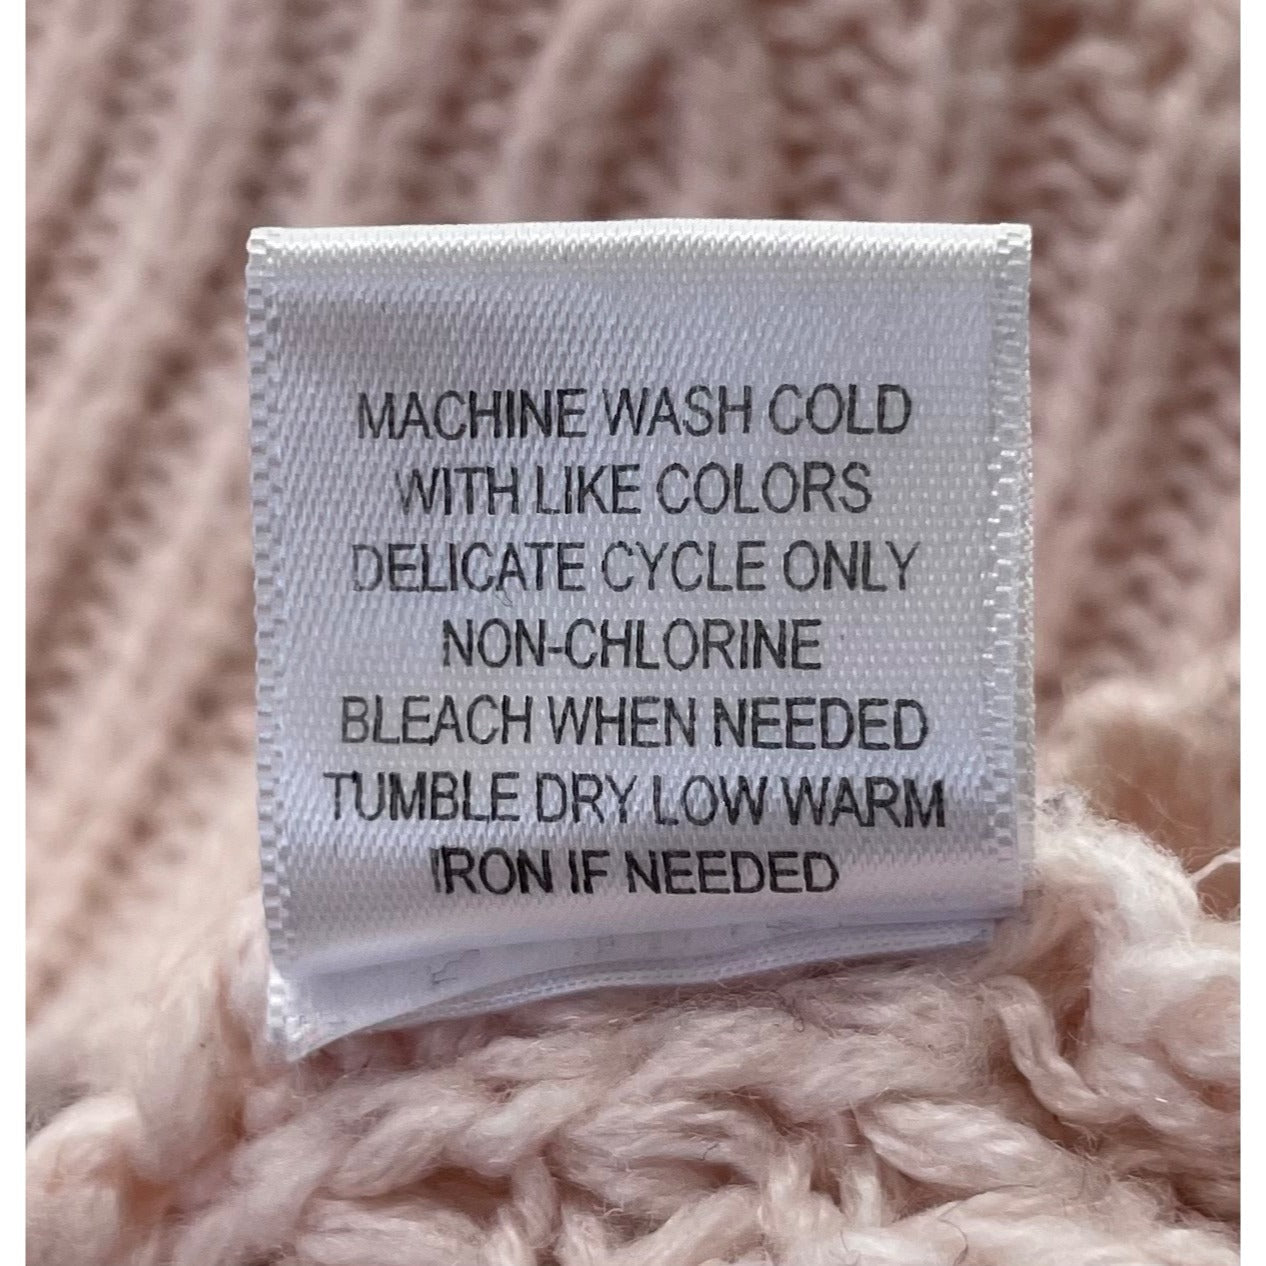 MACHINE WASH COLD
WITH LIKE COLORS
DELICATE CYCLE ONLY
NON-CHLORINE
BLEACH WHEN NEEDED
TUMBLE DRY LOW WARM
IRON IF NEEDED